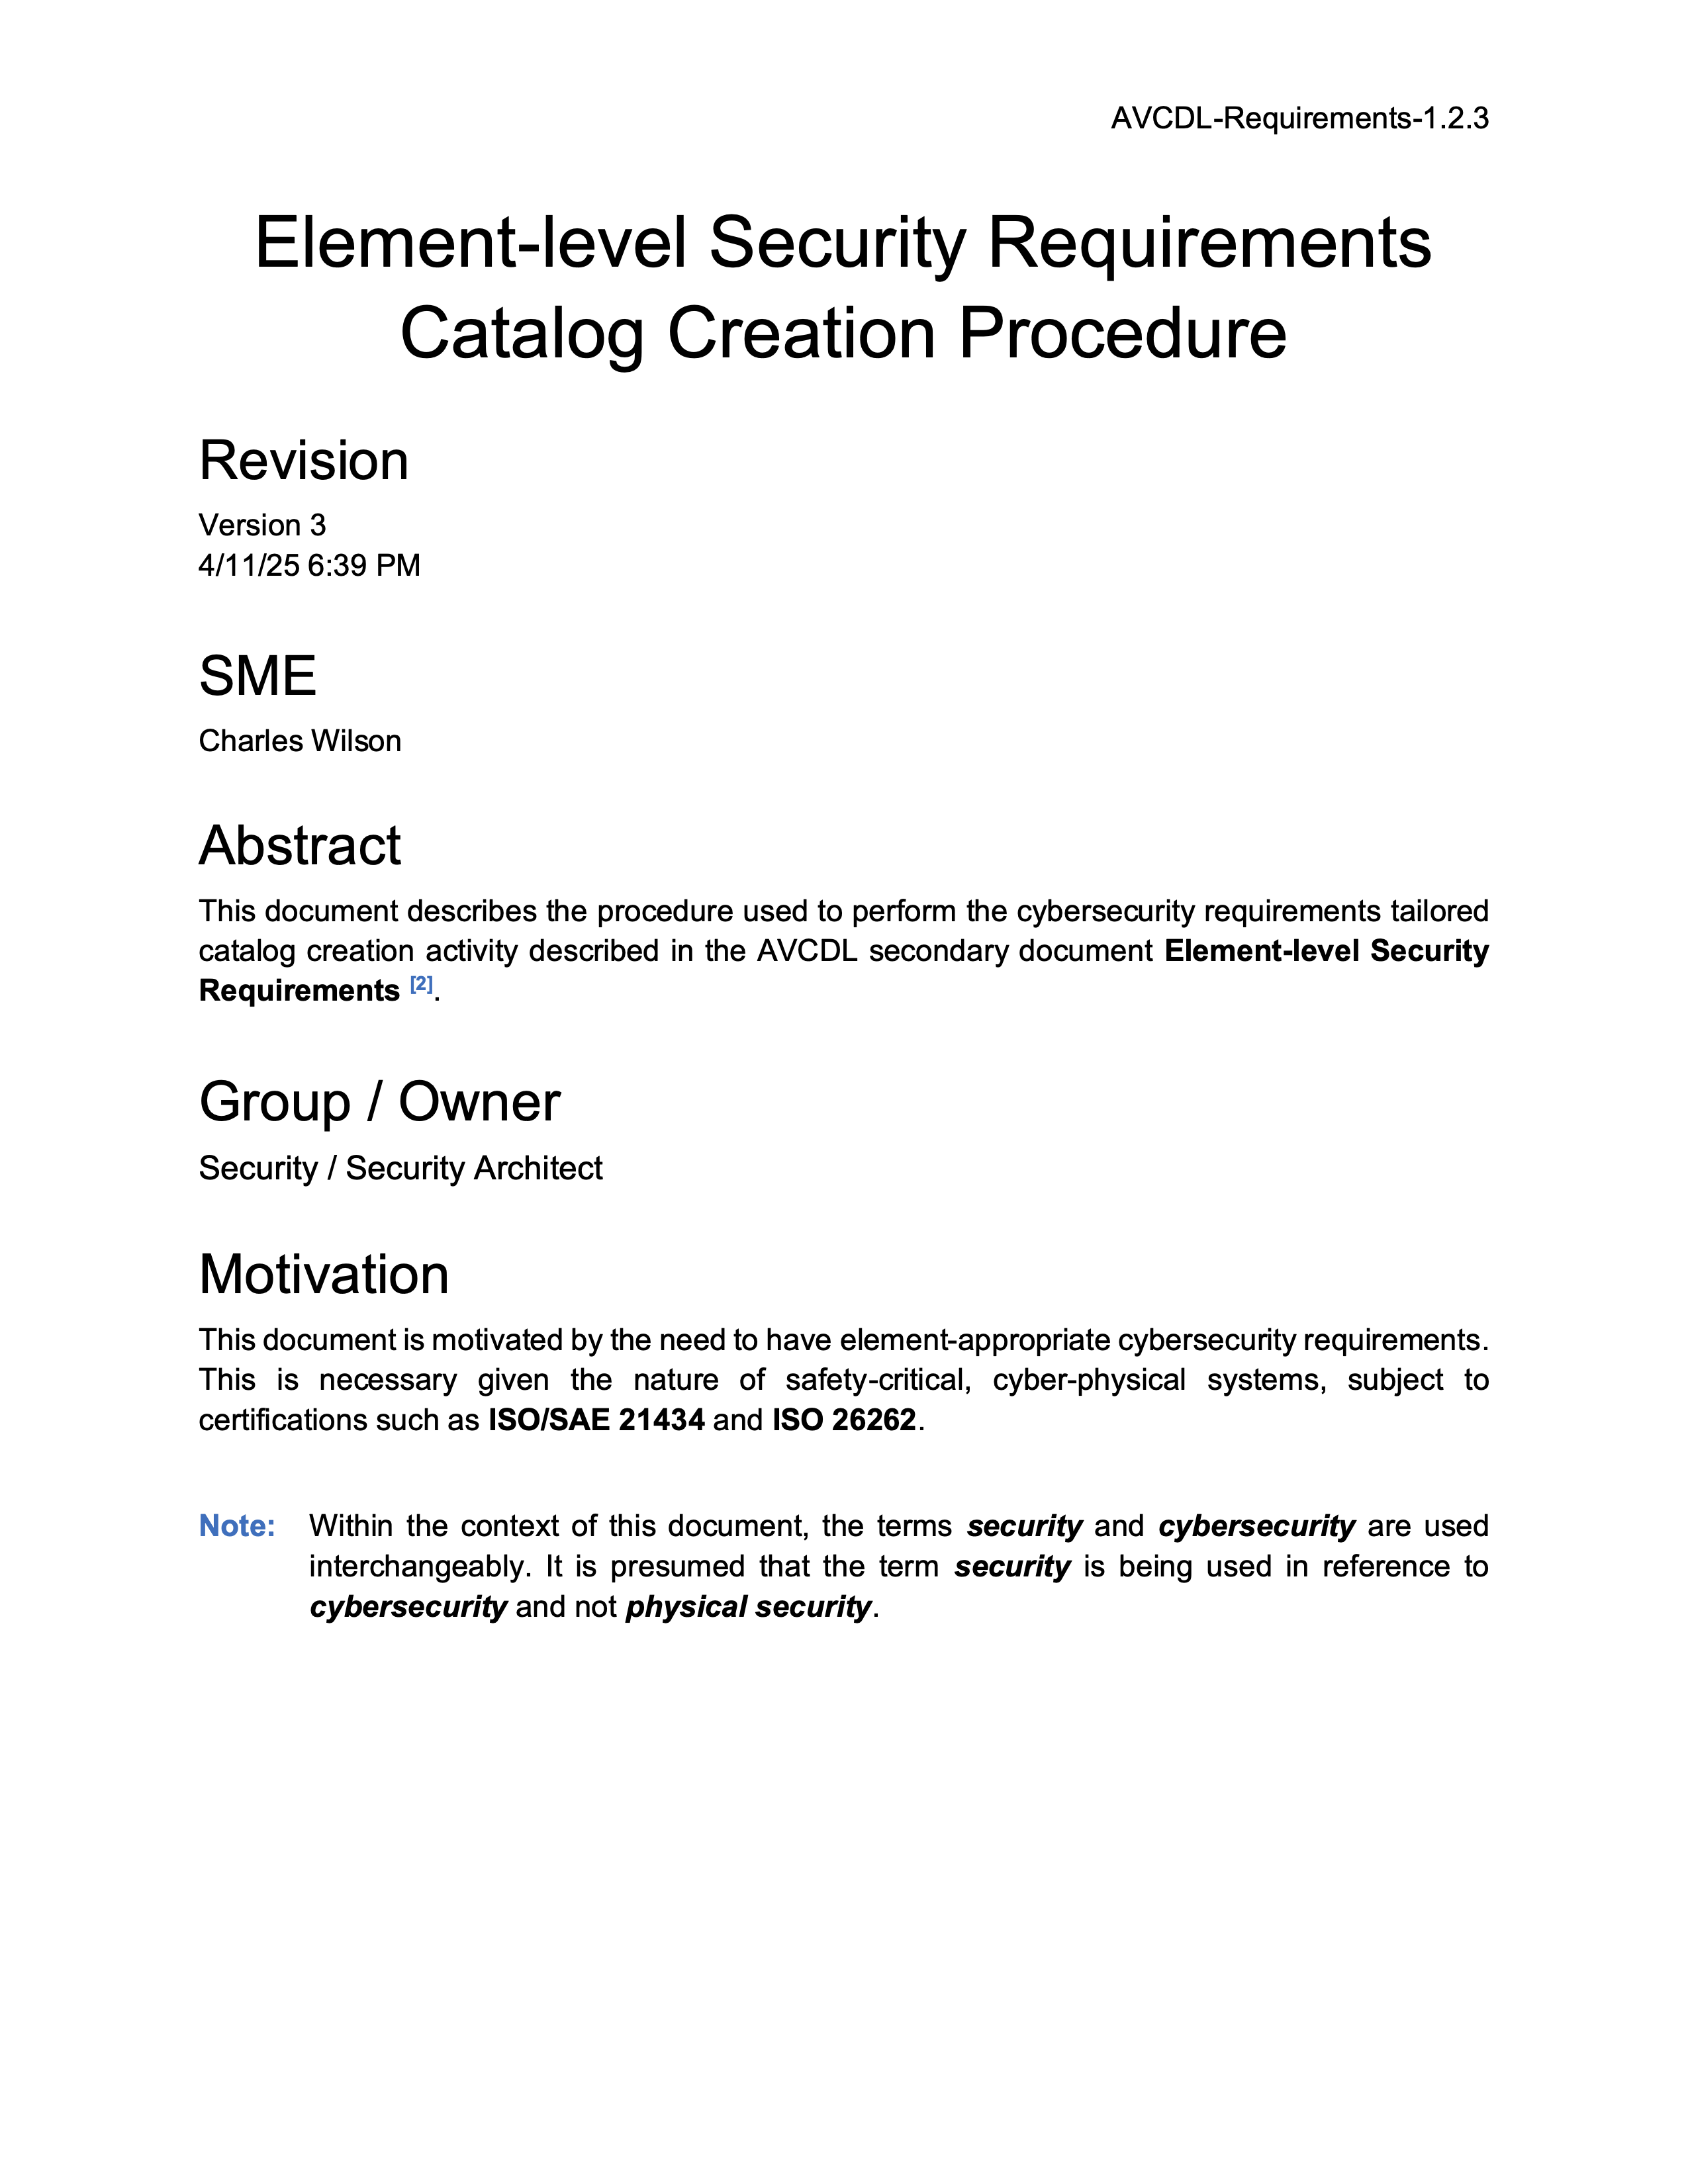 AVCDL-Requirements-1.2.3
Element-level Security Requirements
Catalog Creation Procedure
Revision
Version 3
4/11/25 6:39 PM
SME
Charles Wilson
Abstract
This document describes the procedure used to perform the cybersecurity requirements tailored
catalog creation activity described in the AVCDL secondary document Element-level Security
Requirements [2].
Group / Owner
Security / Security Architect
Motivation
This document is motivated by the need to have element-appropriate cybersecurity requirements.
This is necessary given the nature of safety-critical, cyber-physical systems, subject to
certifications such as ISO/SAE 21434 and ISO 26262.
Note: Within the context of this document, the terms security and cybersecurity are used
interchangeably. It is presumed that the term security is being used in reference to
cybersecurity and not physical security.